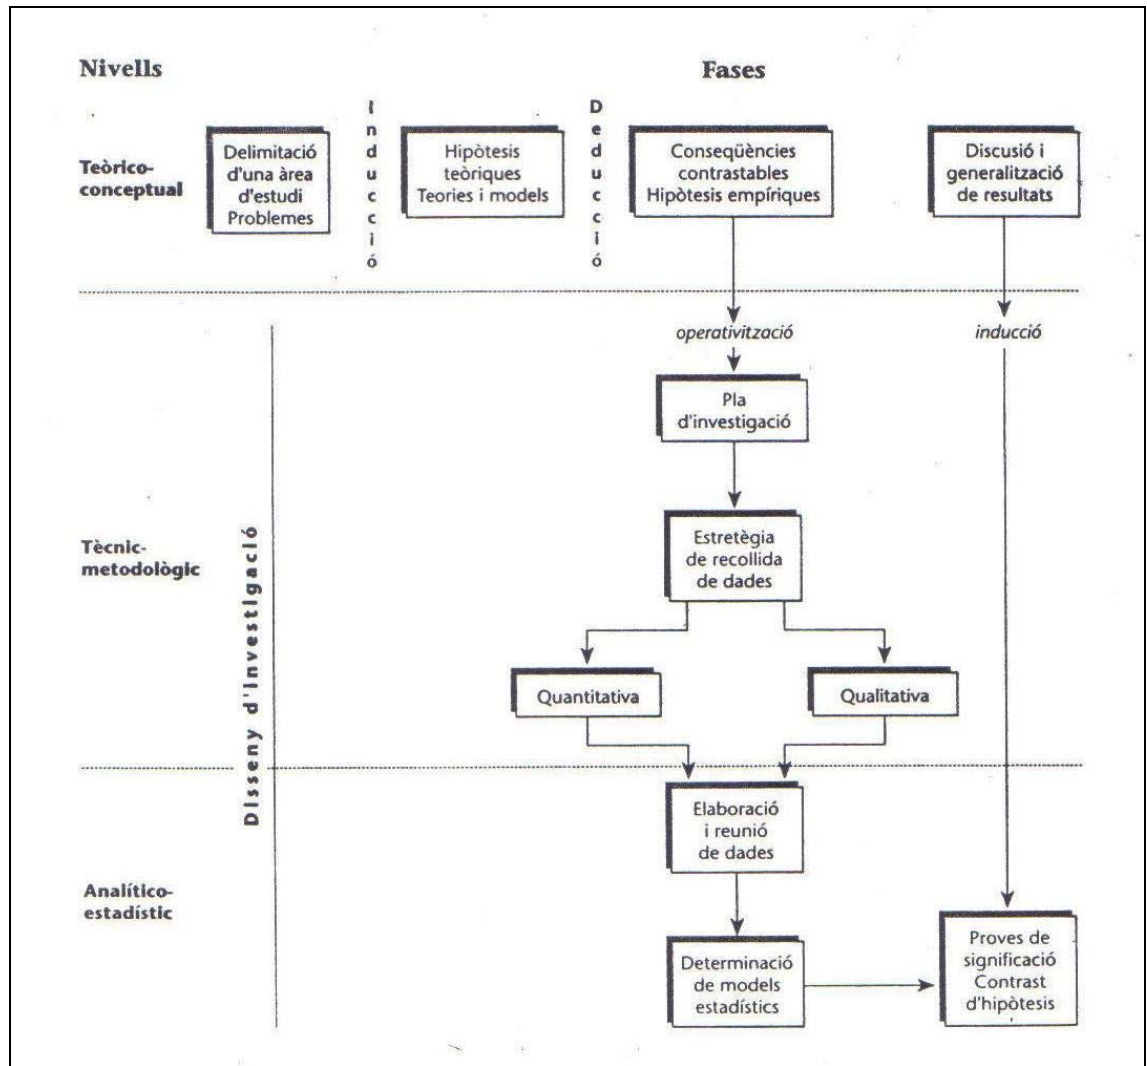 Nivells
Fases
Teòrico-
conceptual
Delimitació
d'una àrea
d'estudi
Problemes
Inducció
Hipòtesis
teòriques
Teories i models
Deducció
Conseqüències
contrastables
Hipòtesis empíriques
Discusió i
generalització
de resultats
operativització
inducció
Pla
d'investigació
Tècnic-
metodològic
Disseny d'investigació
Estretègia
de recollida
de dades
Quantitativa
Qualitativa
Analítico-
estadístic
Elaboració
i reunió
de dades
Determinació
de models
estadístics
Proves de
significació
Contrast
d'hipòtesis